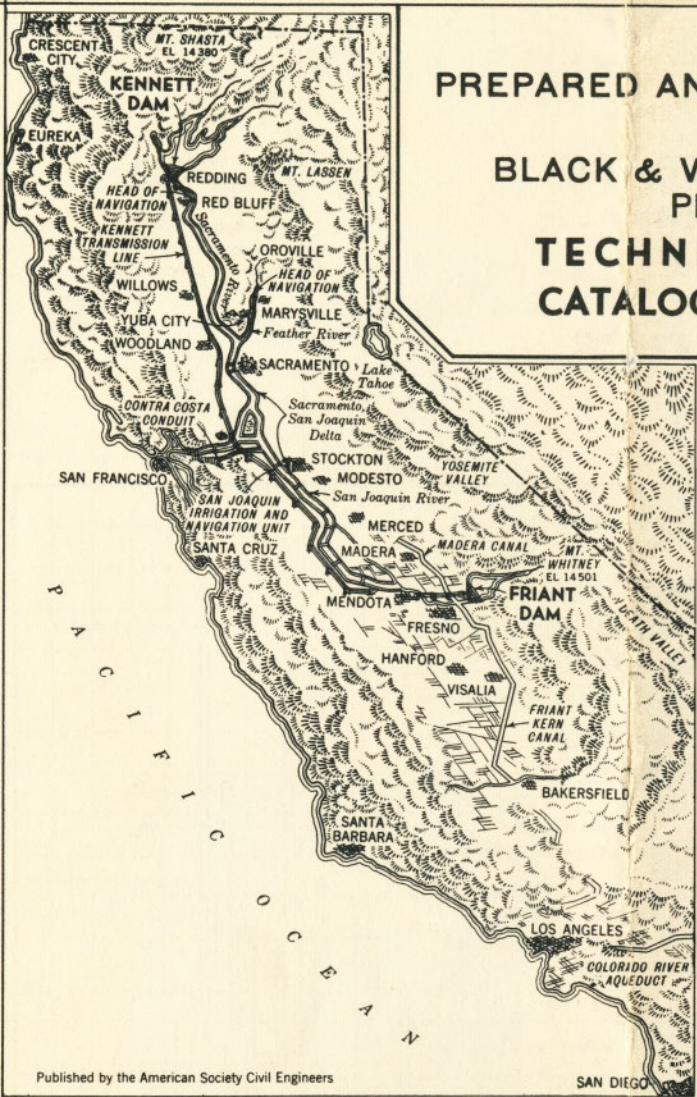 CRESCENT
CITY
MT. SHASTA
EL 14380
KENNETT
DAM
PREPARED
BLACK &
TECHN
CATALO
EUREKA
REDDING
MT. LASSEN
HEAD OF
NAVIGATION
RED BLUFF
KENNETT
TRANSMISSION
LINE
Sacramento River
OROVILLE
HEAD OF
NAVIGATION
WILLOWS
YUBA CITY
MARYSVILLE
Feather River
WOODLAND
SACRAMENTO
Lake
Tahoe
CONTRA COSTA
CONDUIT
Sacramento,
San Joaquin
Delta
SAN FRANCISCO
STOCKTON
MODESTO
YOSEMITE
VALLEY
SAN JOAQUIN
IRRIGATION AND
NAVIGATION UNIT
San Joaquin River
MERCED
SANTA CRUZ
MADERA
MADERA CANAL
MT.
WHITNEY
EL 14501
MENDOTA
FRIANT
DAM
FRESNO
DEATH VALLEY
HANFORD
VISALIA
FRIANT
KERN
CANAL
BAKERSFIELD
PACIFIC OCEAN
SANTA
BARBARA
LOS ANGELES
COLORADO RIVER
AQUEDUCT
Published by the American Society Civil Engineers
SAN DIEGO